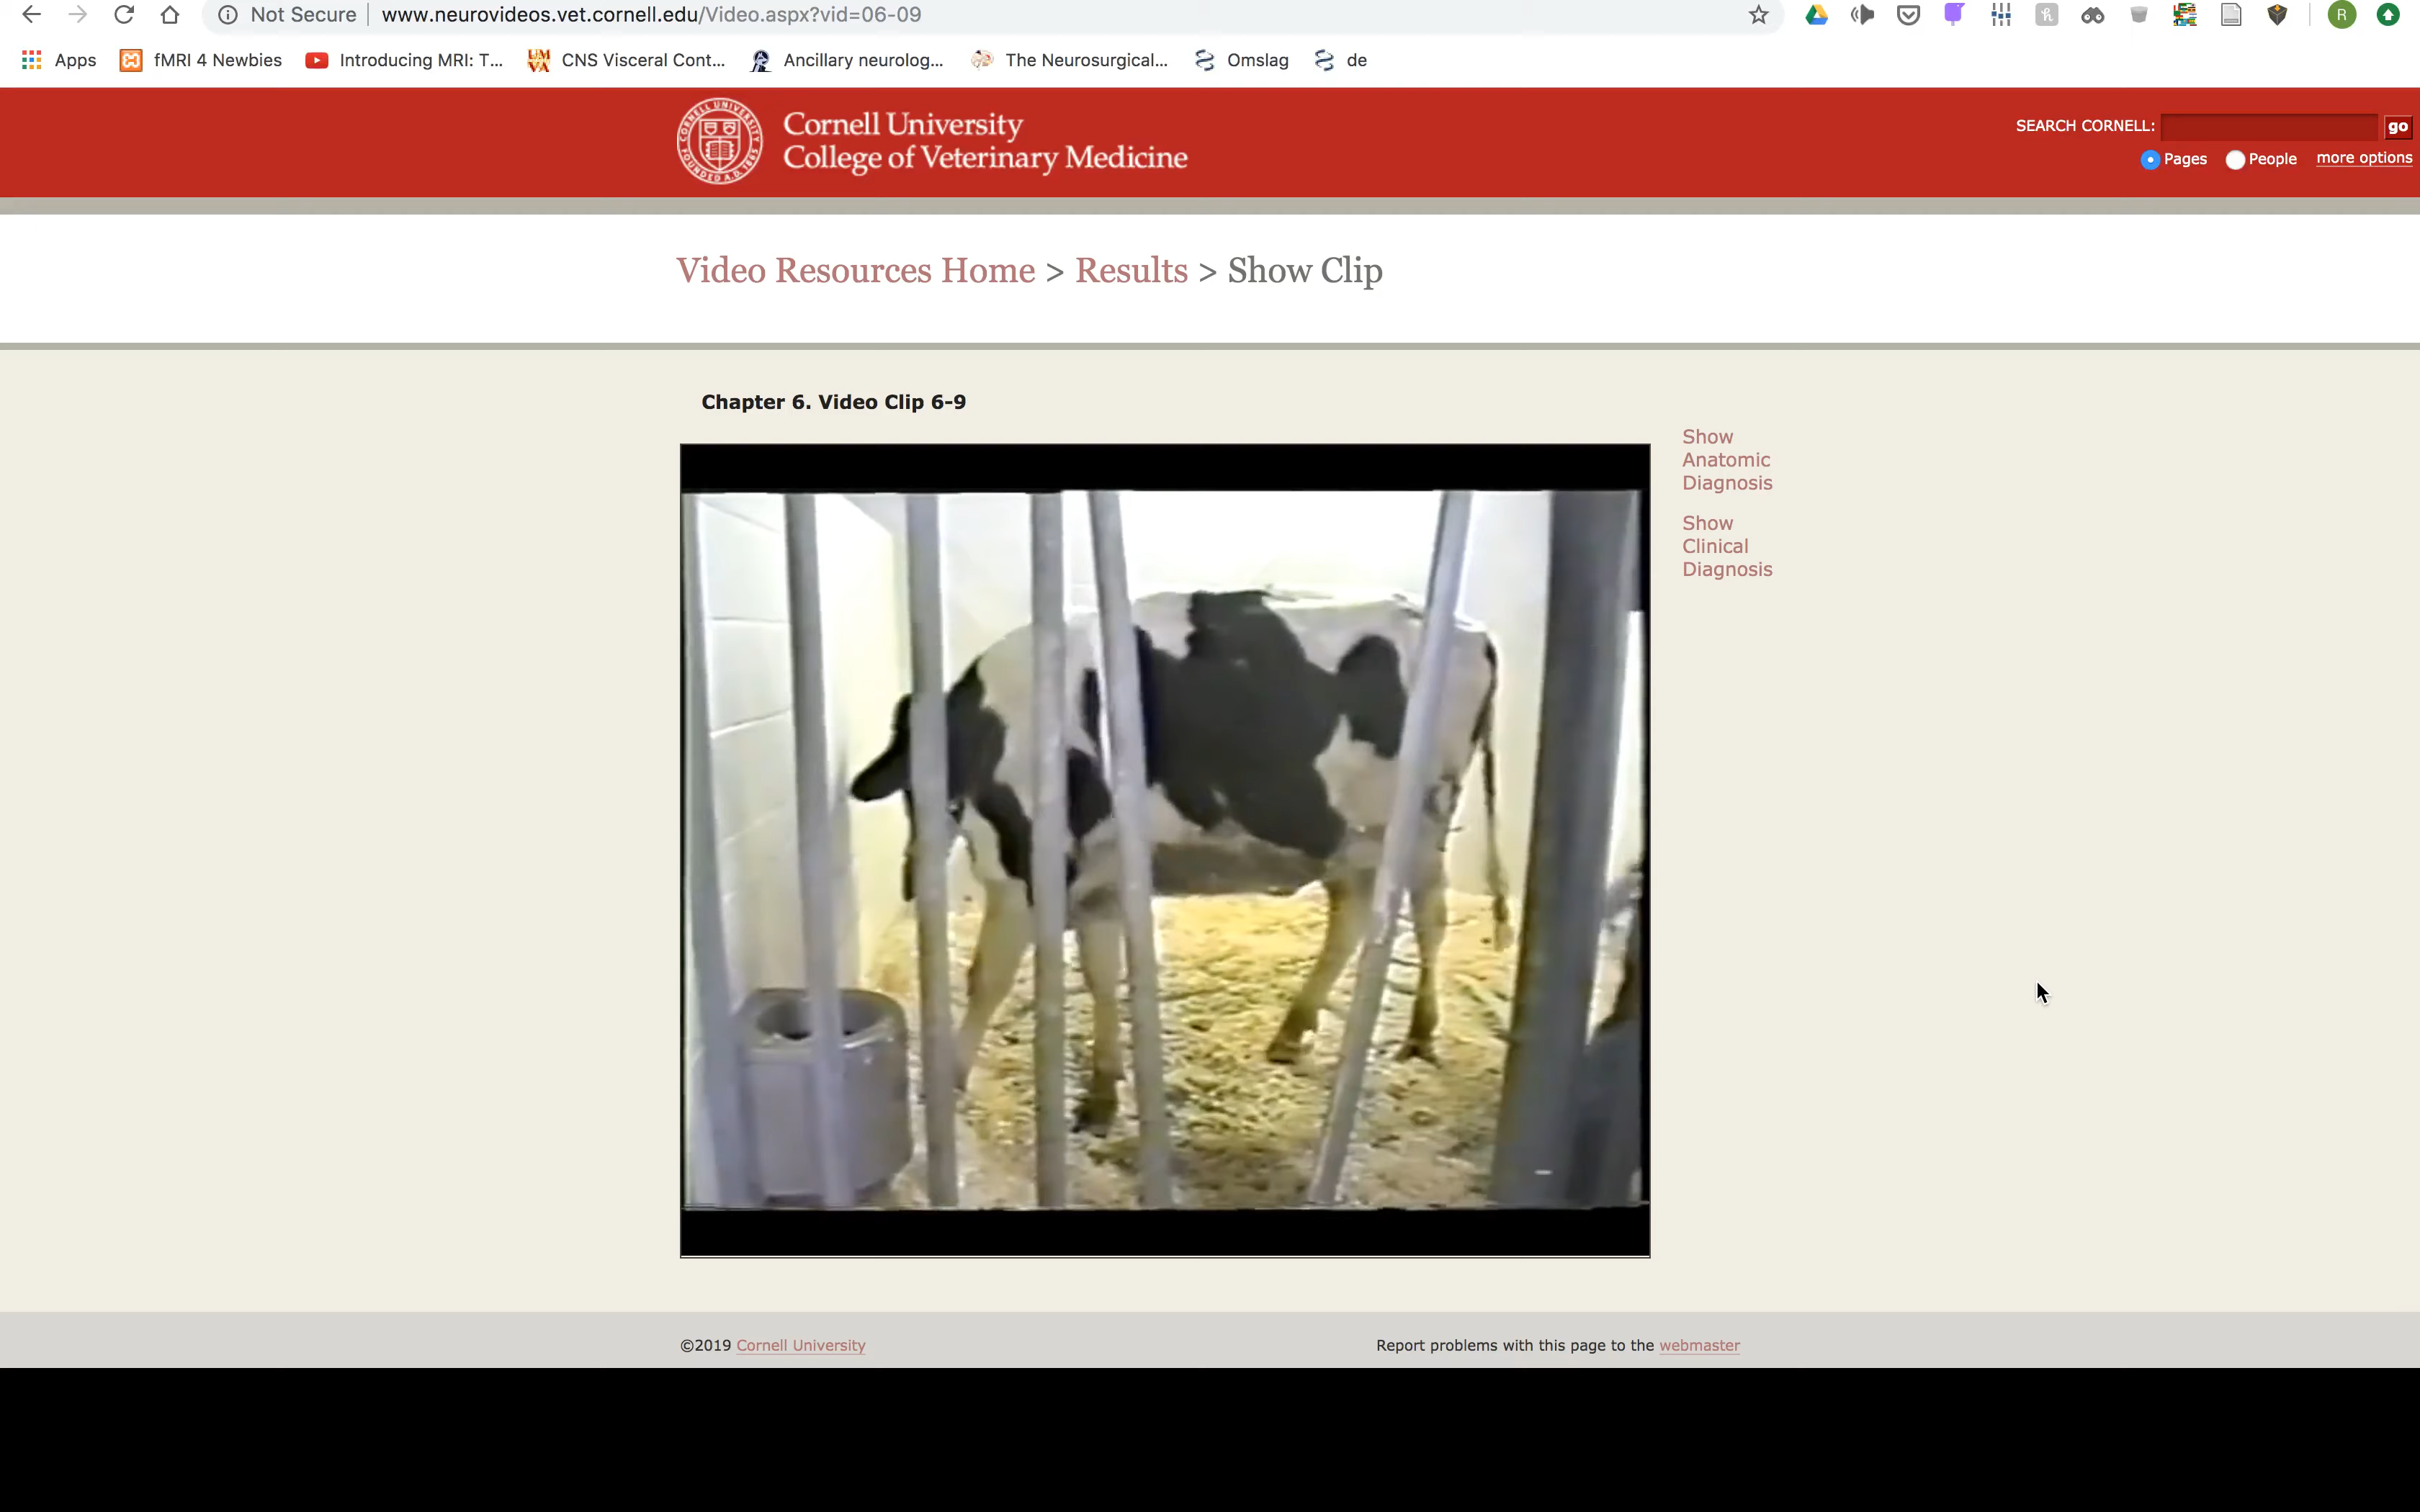 Not Secure
www.neurovideos.vet.cornell.edu/Video.aspx?vid=06-09
R
Apps
fMRI 4 Newbies
Introducing MRI: T...
CNS Visceral Cont...
Ancillary neurolog...
The Neurosurgical...
Omslag
de
Cornell University
College of Veterinary Medicine
SEARCH CORNELL:
go
Pages
People
more options
Video Resources Home > Results > Show Clip
Chapter 6. Video Clip 6-9
Show
Anatomic
Diagnosis
Show
Clinical
Diagnosis
©2019 Cornell University
Report problems with this page to the webmaster